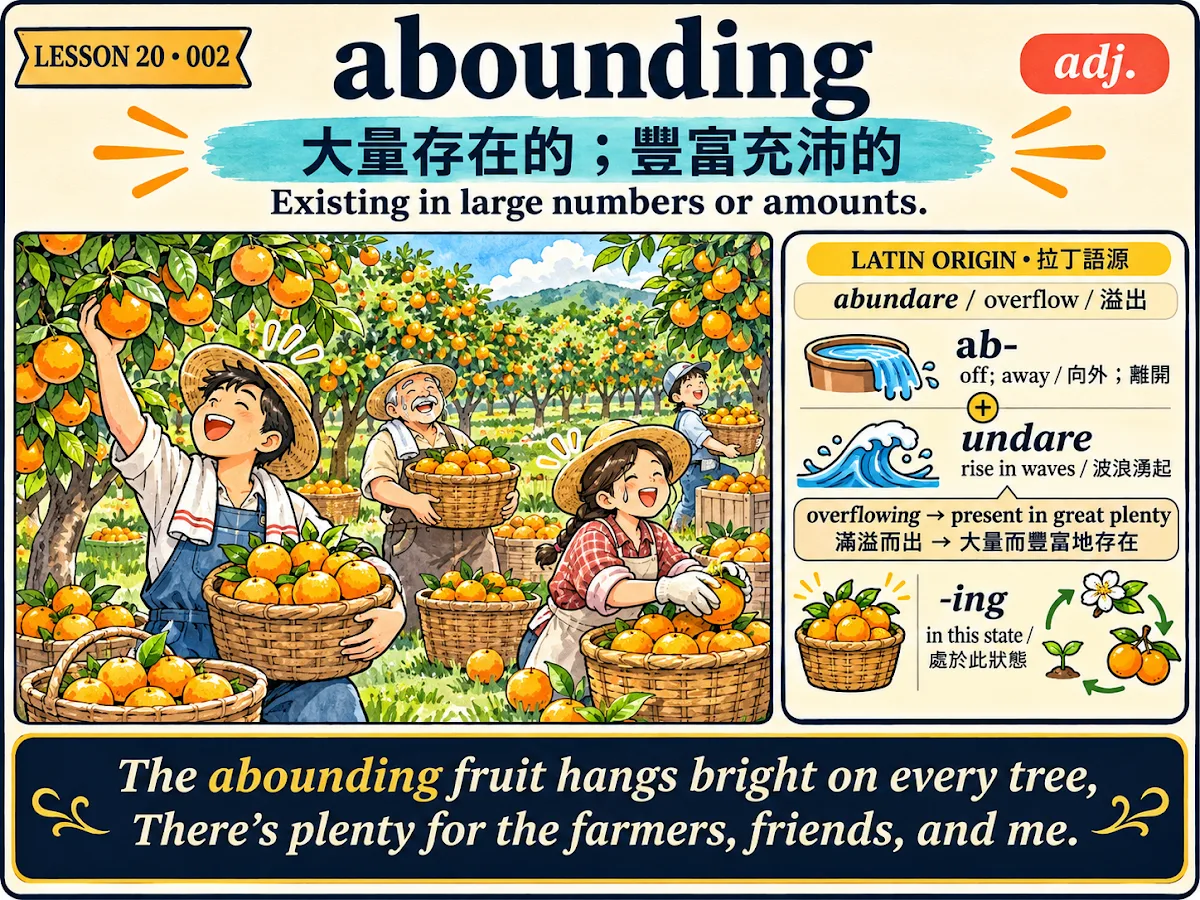 LESSON 20 • 002
abounding
adj.
大量存在的；豐富充沛的
Existing in large numbers or amounts.
LATIN ORIGIN • 拉丁語源
abundare / overflow / 溢出
ab-
off; away / 向外；離開
+
undare
rise in waves / 波浪湧起
overflowing → present in great plenty
滿溢而出 → 大量而豐富地存在
-ing
in this state /
處於此狀態
The abounding fruit hangs bright on every tree,
There's plenty for the farmers, friends, and me.